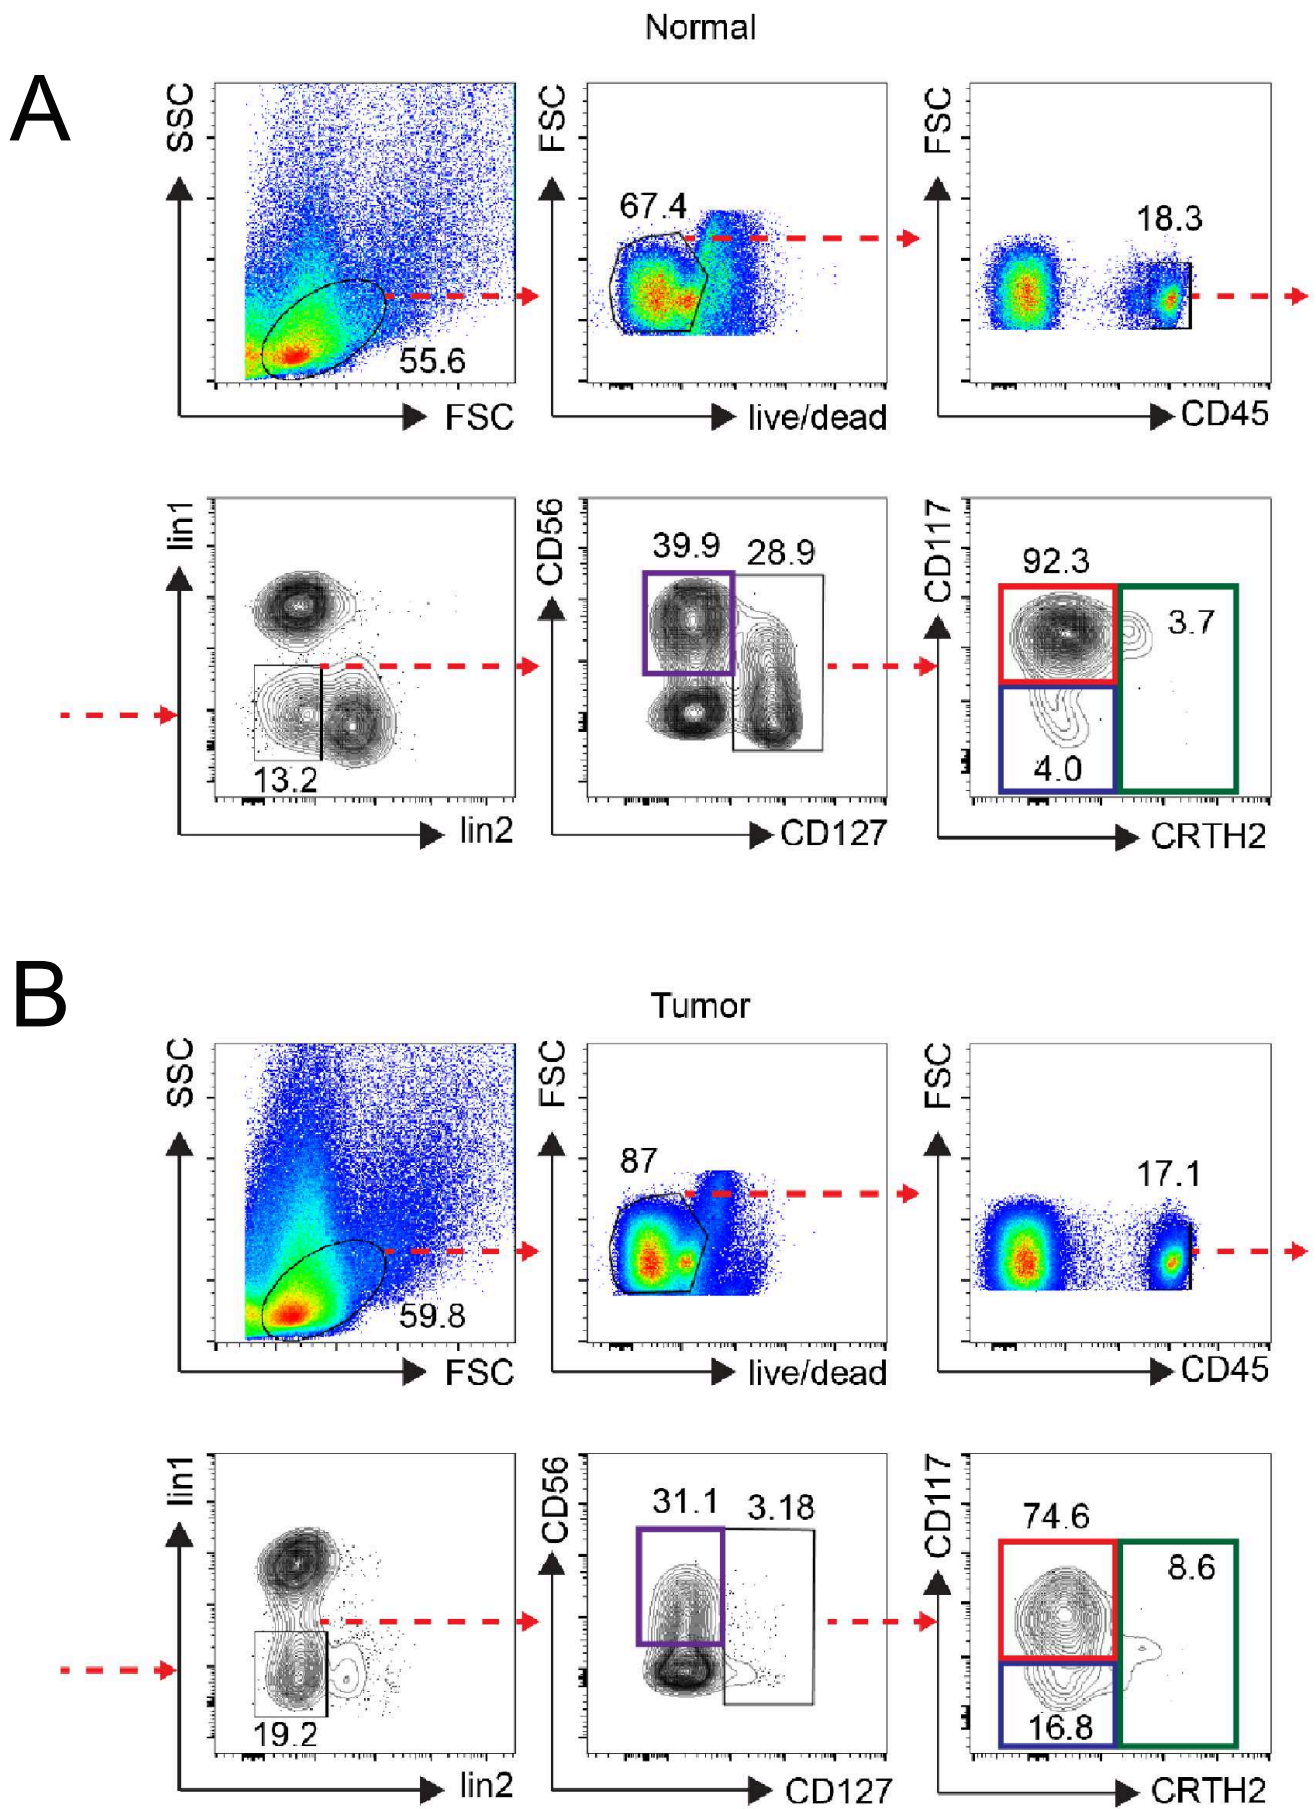 Normal
A
SSC
FSC
FSC
67.4
18.3
55.6
FSC
live/dead
CD45
lin1
CD56
CD117
39.9
28.9
92.3
3.7
13.2
4.0
lin2
CD127
CRTH2
B
Tumor
SSC
FSC
FSC
87
17.1
59.8
FSC
live/dead
CD45
lin1
CD56
CD117
31.1
3.18
74.6
8.6
19.2
16.8
lin2
CD127
CRTH2